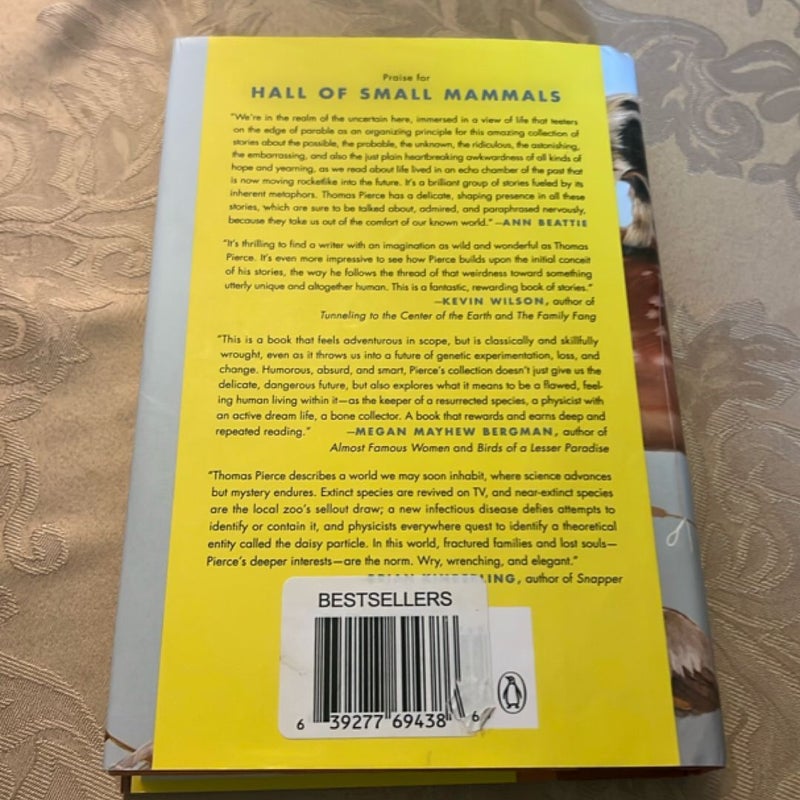 Praise for
HALL OF SMALL MAMMALS
"We're in the realm of the uncertain here, immersed in a view of life that teeters
on the edge of parable as an organizing principle for this amazing collection of
stories about the possible, the probable, the unknown, the ridiculous, the astonishing,
the embarrassing, and also the just plain heartbreaking awkwardness of all kinds of
hope and yearning, as we read about life lived in an echo chamber of the past that
is now moving rocketlike into the future. It's a brilliant group of stories fueled by its
inherent metaphors. Thomas Pierce has a delicate, shaping presence in all these
stories, which are sure to be talked about, admired, and paraphrased nervously,
because they take us out of the comfort of our known world." —ANN BEATTIE
"It's thrilling to find a writer with an imagination as wild and wonderful as Thomas
Pierce. It's even more impressive to see how Pierce builds upon the initial conceit
of his stories, the way he follows the thread of that weirdness toward something
utterly unique and altogether human. This is a fantastic, rewarding book of stories."
—KEVIN WILSON, author of
Tunneling to the Center of the Earth and The Family Fang
"This is a book that feels adventurous in scope, but is classically and skillfully
wrought, even as it throws us into a future of genetic experimentation, loss, and
change. Humorous, absurd, and smart, Pierce's collection doesn't just give us the
delicate, dangerous future, but also explores what it means to be a flawed, feel-
ing human living within it—as the keeper of a resurrected species, a physicist with
an active dream life, a bone collector. A book that rewards and earns deep and
repeated reading." —MEGAN MAYHEW BERGMAN, author of
Almost Famous Women and Birds of a Lesser Paradise
"Thomas Pierce describes a world we may soon inhabit, where science advances
but mystery endures. Extinct species are revived on TV, and near-extinct species
are the local zoo's sellout draw; a new infectious disease defies attempts to
identify or contain it, and physicists everywhere quest to identify a theoretical
entity called the daisy particle. In this world, fractured families and lost souls—
Pierce's deeper interests—are the norm. Wry, wrenching, and elegant."
—BRIAN KIMBERLING, author of Snapper
BESTSELLERS
6 39277 69438 6